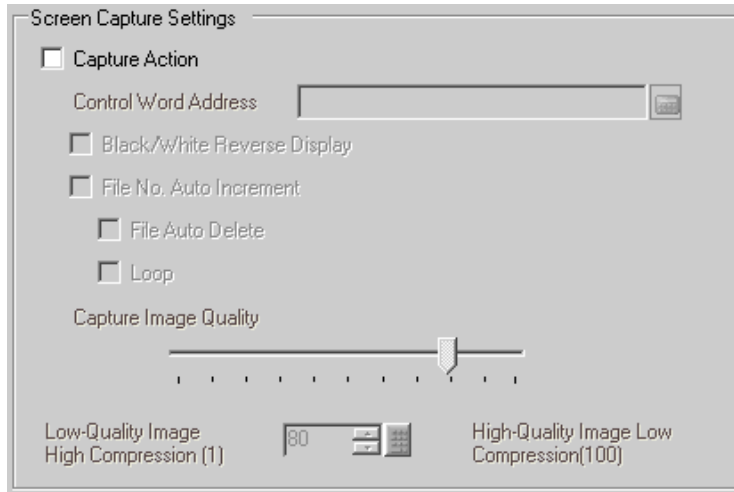 Screen Capture Settings
Capture Action
Control Word Address
Black/White Reverse Display
File No. Auto Increment
File Auto Delete
Loop
Capture Image Quality
Low-Quality Image
High Compression (1)
80
High-Quality Image Low
Compression(100)